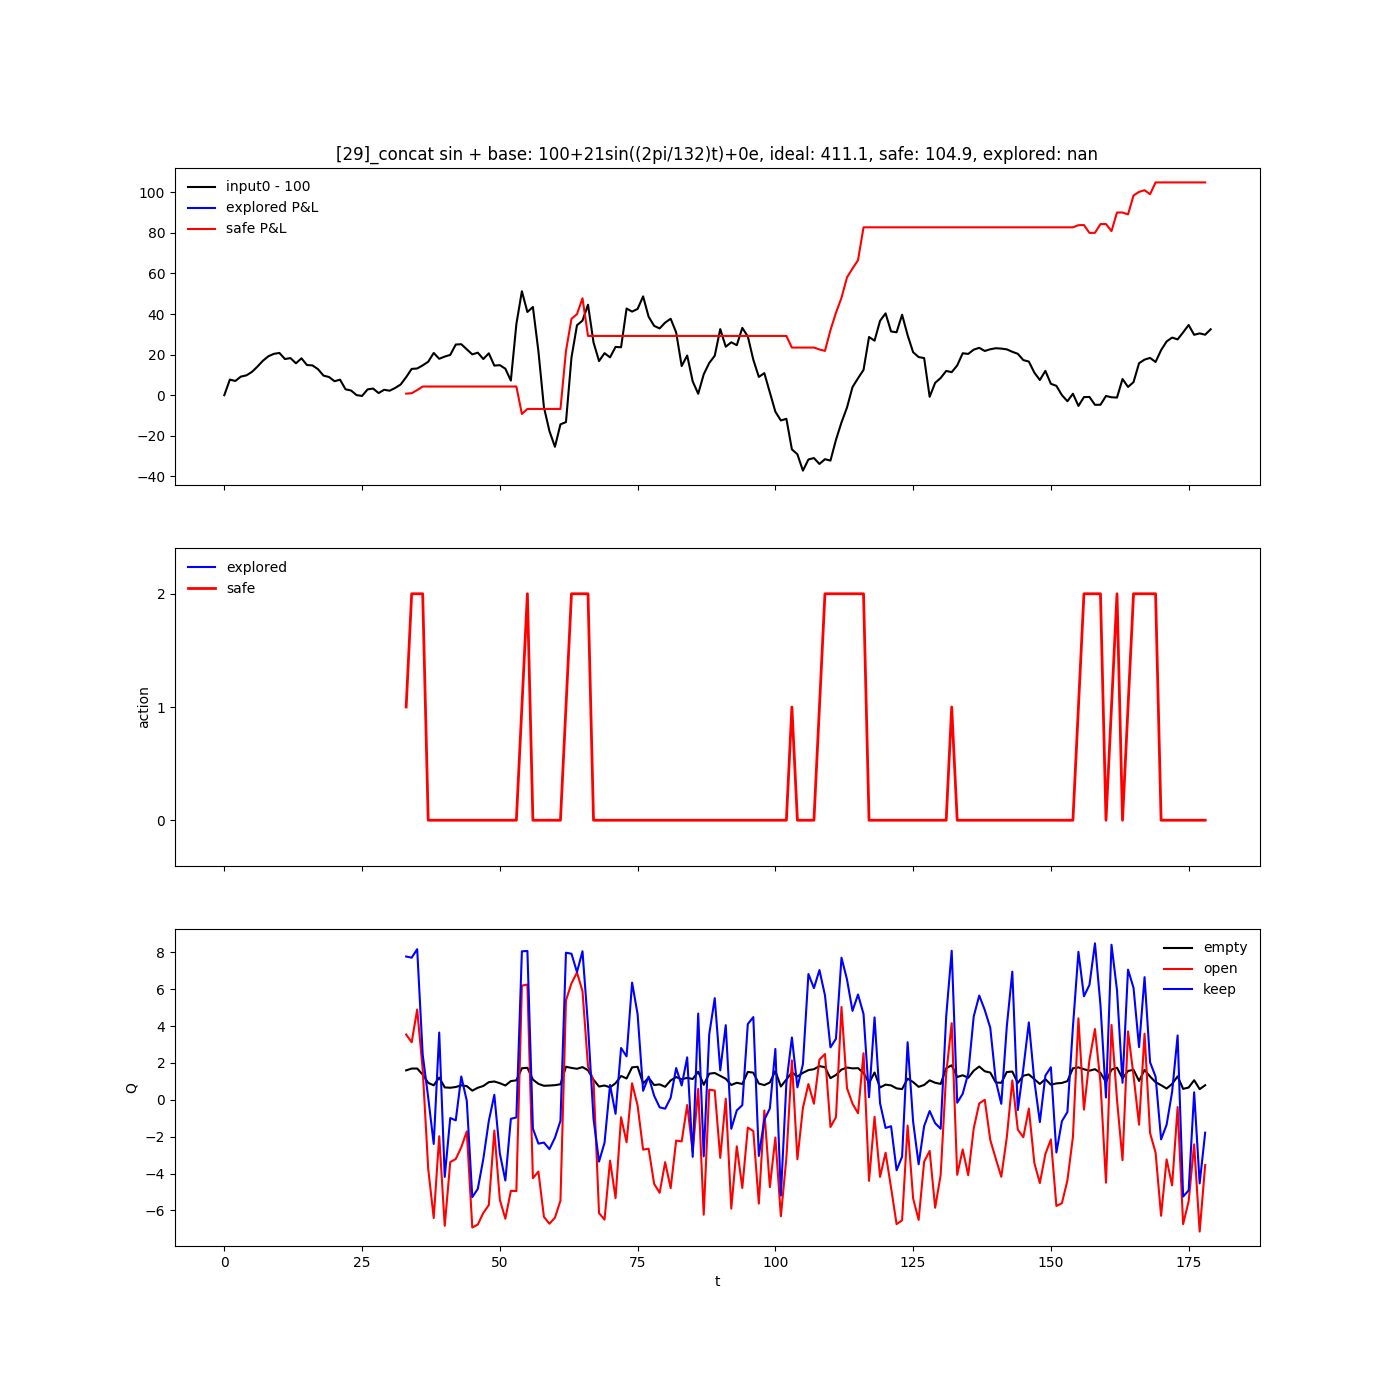 [29]_concat sin + base: 100+21sin((2pi/132)t)+0e, ideal: 411.1, safe: 104.9, explored: nan
input0 - 100
explored P&L
safe P&L
100
80
60
40
20
0
−20
−40
explored
safe
2
1
0
action
empty
open
keep
8
6
4
2
0
−2
−4
−6
Q
0 25 50 75 100 125 150 175
t